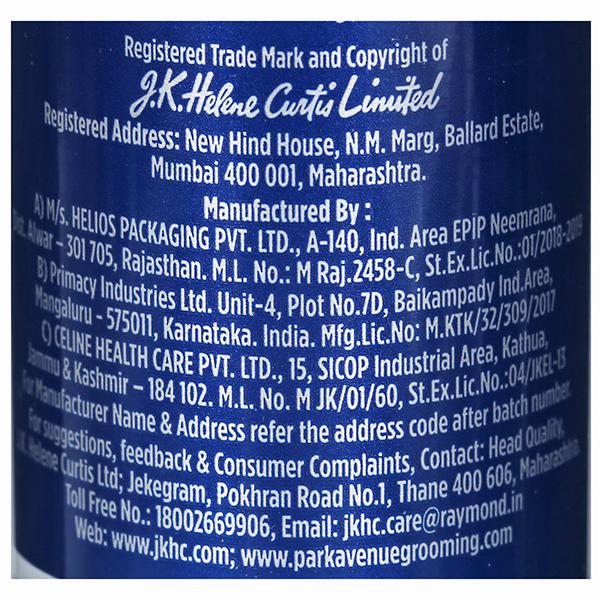 Registered Trade Mark and Copyright of
J.K. Helene Curtis Limited
Registered Address: New Hind House, N.M. Marg, Ballard Estate,
Mumbai 400 001, Maharashtra.
Manufactured By :
A) M/s. HELIOS PACKAGING PVT. LTD., A-140, Ind. Area EPIP Neemrana,
Dist. Alwar – 301 705, Rajasthan. M.L. No.: M Raj.2458-C, St.Ex.Lic.No.:01/2018-2019
B) Primacy Industries Ltd. Unit-4, Plot No.7D, Baikampady Ind.Area,
Mangaluru - 575011, Karnataka. India. Mfg.Lic.No: M.KTK/32/309/2017
C) CELINE HEALTH CARE PVT. LTD., 15, SICOP Industrial Area, Kathua,
Jammu & Kashmir – 184 102. M.L. No. M JK/01/60, St.Ex.Lic.No.:04/JKEL-13
For Manufacturer Name & Address refer the address code after batch number.
For suggestions, feedback & Consumer Complaints, Contact: Head Quality,
J.K. Helene Curtis Ltd; Jekegram, Pokhran Road No.1, Thane 400 606, Maharashtra.
Toll Free No.: 18002669906, Email: jkhc.care@raymond.in
Web: www.jkhc.com; www.parkavenuegrooming.com